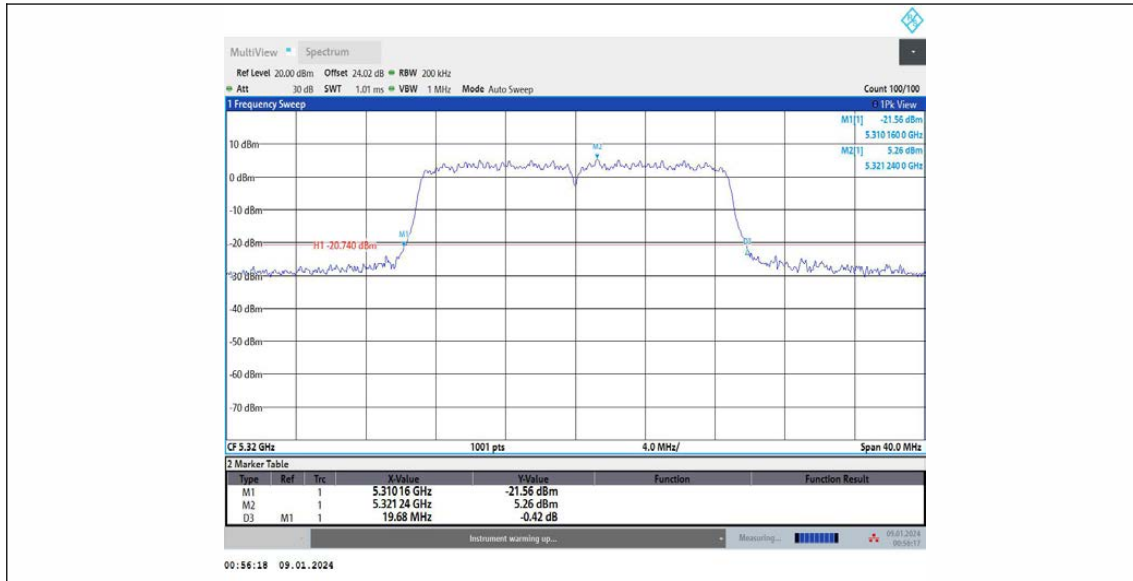 MultiView Spectrum
Ref Level 20.00 dBm Offset 24.02 dB RBW 200 kHz
Att 30 dB SWT 1.01 ms VBW 1 MHz Mode Auto Sweep Count 100/100
1 Frequency Sweep 1Pk View
M1[1] -21.56 dBm
5.310 160 0 GHz
M2[1] 5.26 dBm
5.321 240 0 GHz
M2
10 dBm
0 dBm
-10 dBm
M1
-20 dBm
H1 -20.740 dBm
-30 dBm
-40 dBm
-50 dBm
-60 dBm
-70 dBm
CF 5.32 GHz 1001 pts 4.0 MHz/ Span 40.0 MHz
2 Marker Table
Type Ref Trc X-Value Y-Value Function Function Result
M1 1 5.31016 GHz -21.56 dBm
M2 1 5.321 24 GHz 5.26 dBm
D3 M1 1 19.68 MHz -0.42 dB
Instrument warming up... Measuring... 09.01.2024
00:56:17
00:56:18 09.01.2024